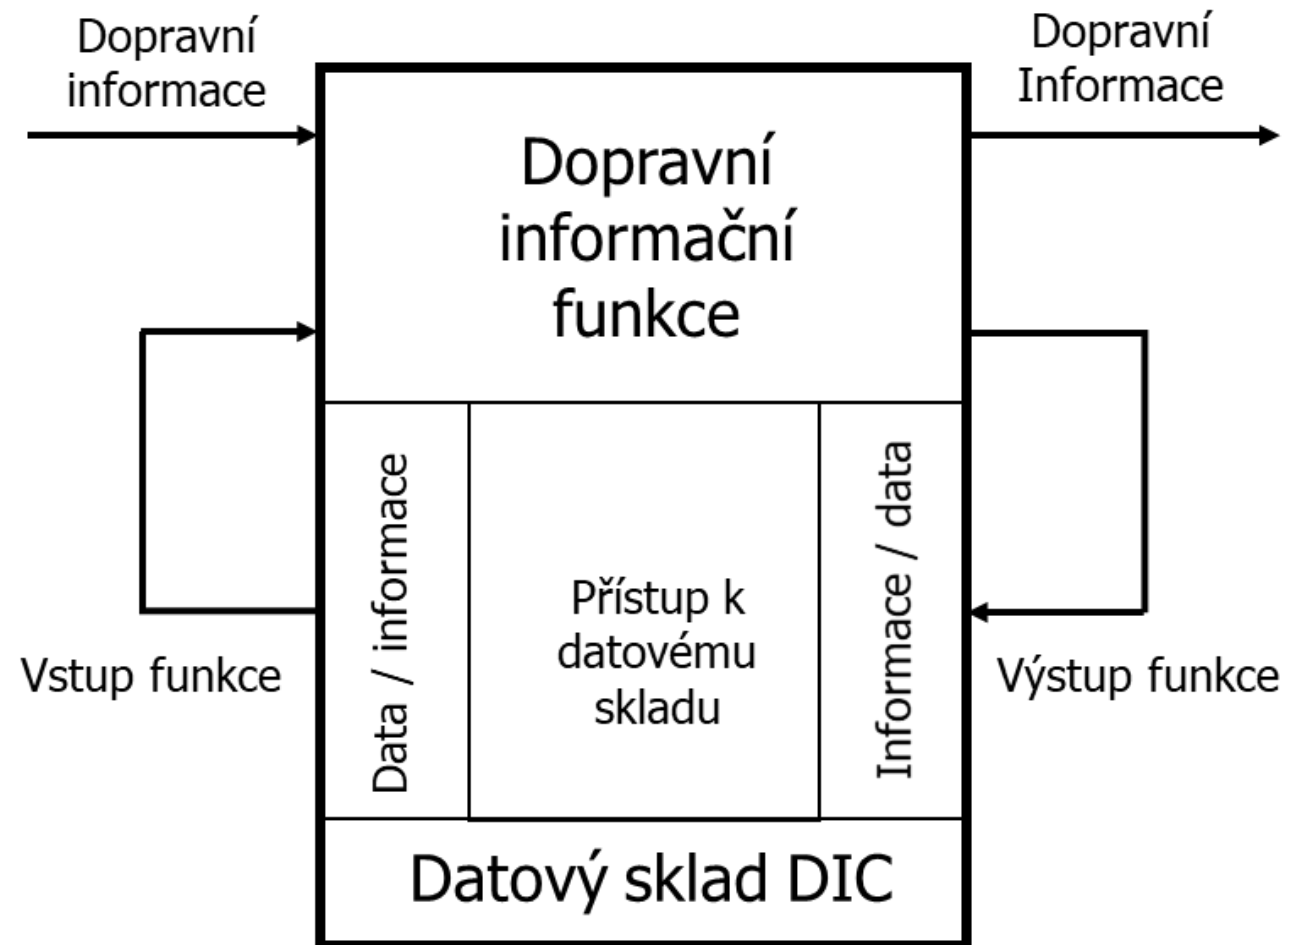 Dopravní
informace
Dopravní
Informace
Dopravní
informační
funkce
Data / informace
Přístup k
datovému
skladu
Informace / data
Vstup funkce
Výstup funkce
Datový sklad DIC